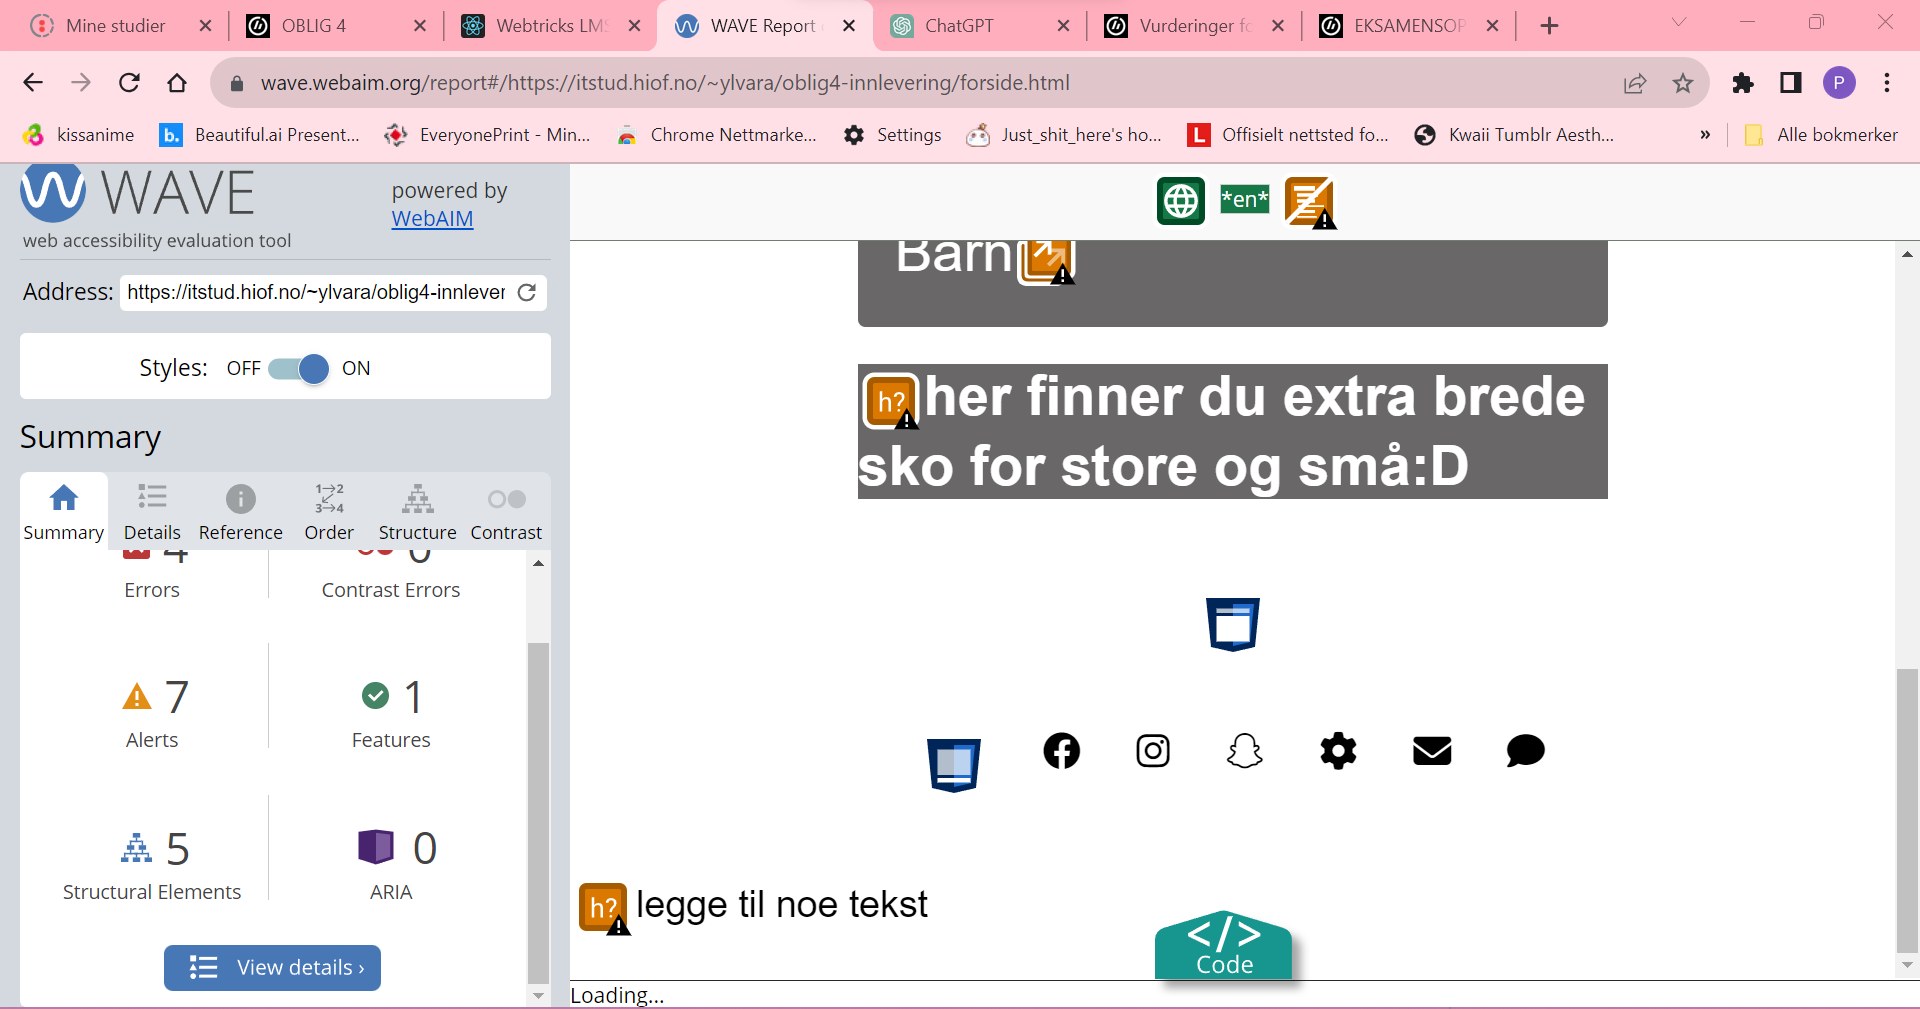 Mine studier
OBLIG 4
Webtricks LMS
WAVE Report
ChatGPT
Vurderinger fo
EKSAMENSOP
wave.webaim.org/report#/https://itstud.hiof.no/~ylvara/oblig4-innlevering/forside.html
P
kissanime
b.
Beautiful.ai Present...
EveryonePrint - Min...
Chrome Nettmarke...
Settings
Just_shit_here's ho...
L
Offisielt nettsted fo...
Kwaii Tumblr Aesth...
»
Alle bokmerker
WAVE
powered by
WebAIM
web accessibility evaluation tool
Address:
https://itstud.hiof.no/~ylvara/oblig4-innlever
Styles: OFF ON
Summary
Summary
Details
Reference
Order
Structure
Contrast
4
Errors
0
Contrast Errors
7
Alerts
1
Features
5
Structural Elements
0
ARIA
View details ›
*en*
Barn
h?
her finner du extra brede
sko for store og små:D
h?
legge til noe tekst
</>
Code
Loading...